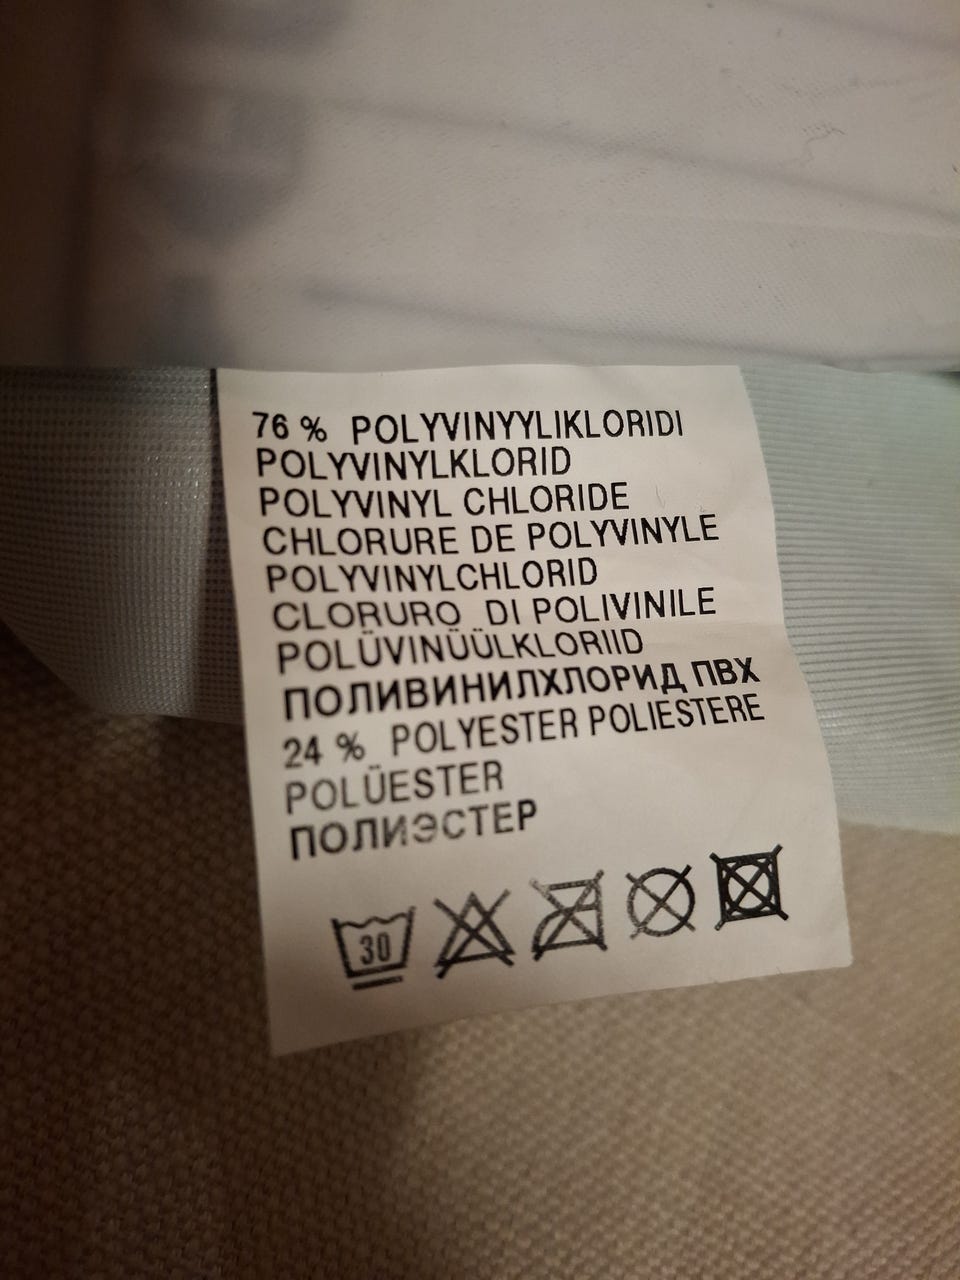 76 % POLYVINYYLIKLORIDI
POLYVINYLKLORID
POLYVINYL CHLORIDE
CHLORURE DE POLYVINYLE
POLYVINYLCHLORID
CLORURO DI POLIVINILE
POLÜVINÜÜLKLORIID
ПОЛИВИНИЛХЛОРИД ПВХ
24 % POLYESTER POLIESTERE
POLÜESTER
ПОЛИЭСТЕР
30